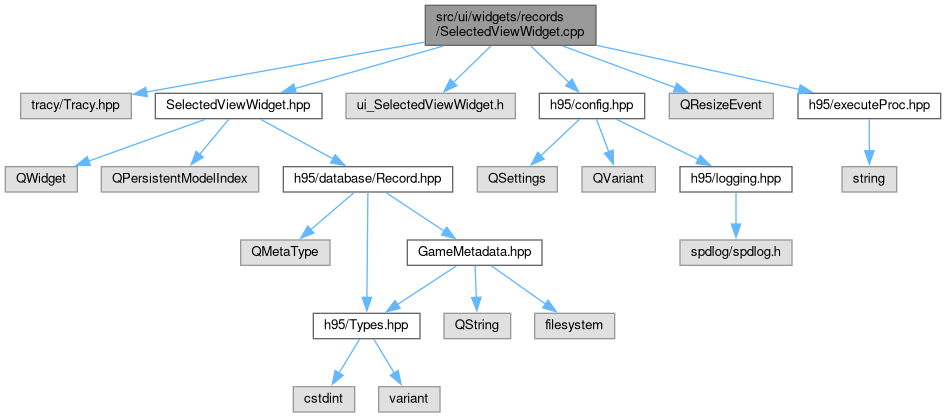 src/ui/widgets/records
/SelectedViewWidget.cpp
tracy/Tracy.hpp
SelectedViewWidget.hpp
ui_SelectedViewWidget.h
h95/config.hpp
QResizeEvent
h95/executeProc.hpp
QWidget
QPersistentModelIndex
h95/database/Record.hpp
QSettings
QVariant
h95/logging.hpp
string
QMetaType
GameMetadata.hpp
spdlog/spdlog.h
h95/Types.hpp
QString
filesystem
cstdint
variant